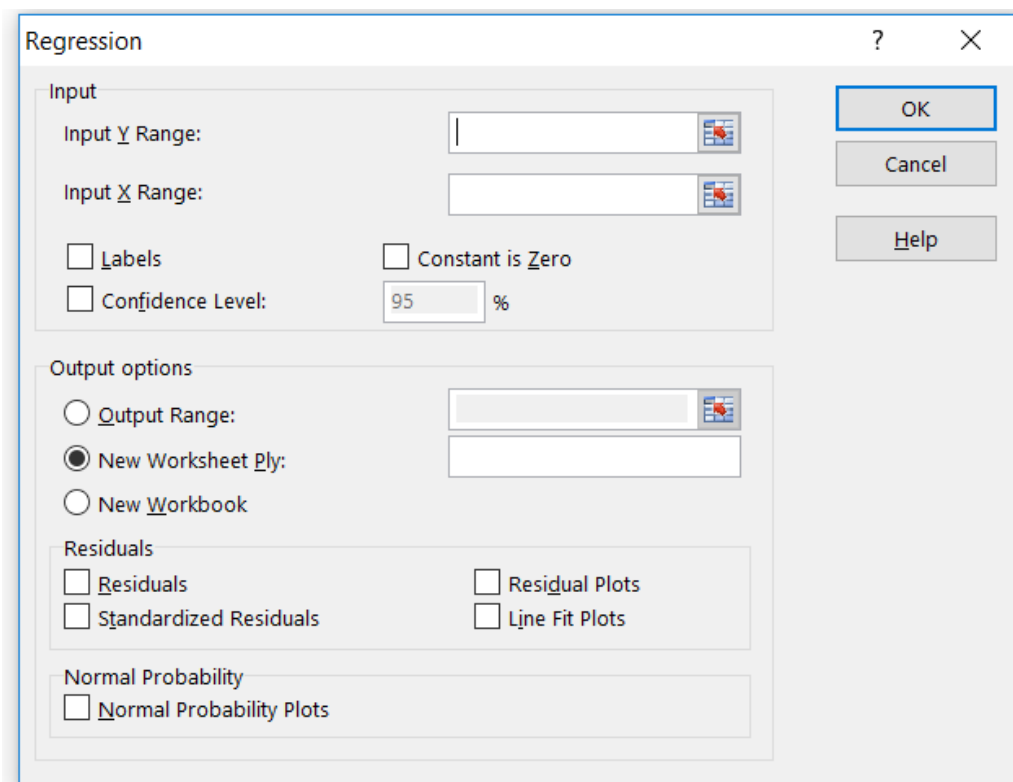 Regression ?
Input
OK
Input Y Range:
Cancel
Input X Range:
Help
Labels Constant is Zero
Confidence Level: 95 %
Output options
Output Range:
New Worksheet Ply:
New Workbook
Residuals
Residuals Residual Plots
Standardized Residuals Line Fit Plots
Normal Probability
Normal Probability Plots